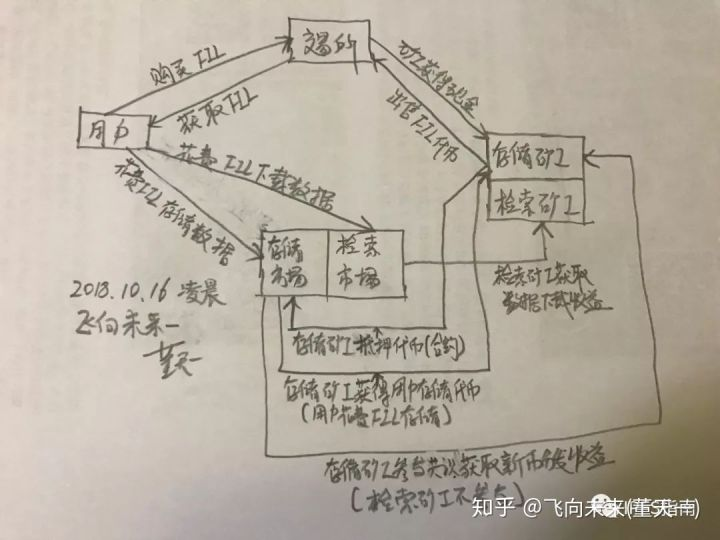 交易所
购买FIL
获取FIL
矿工获得现金
出售FIL代币
用户
存储矿工
检索矿工
花费FIL下载数据
花费FIL存储数据
存储
市场
检索
市场
检索矿工获取
数据下载收益
2018.10.16 凌晨
飞向未来—
存储矿工抵押代币(合约)
存储矿工获得用户存储代币
(用户花费FIL存储)
存储矿工参与共识获取新币分发收益
(检索矿工不参与)
知乎 @飞向未来(董天一)